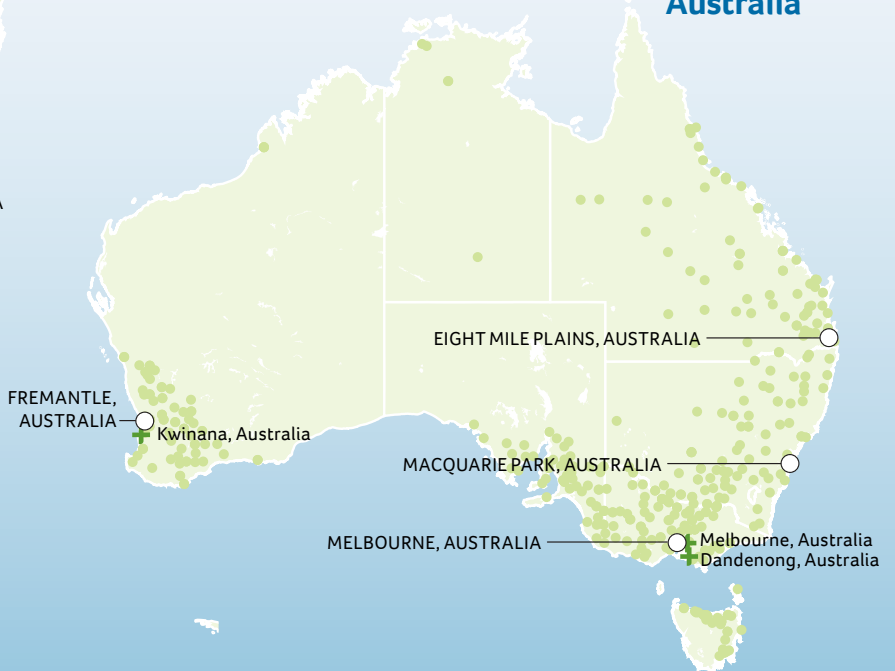 Australia
EIGHT MILE PLAINS, AUSTRALIA
FREMANTLE,
AUSTRALIA
Kwinana, Australia
MACQUARIE PARK, AUSTRALIA
MELBOURNE, AUSTRALIA
Melbourne, Australia
Dandenong, Australia